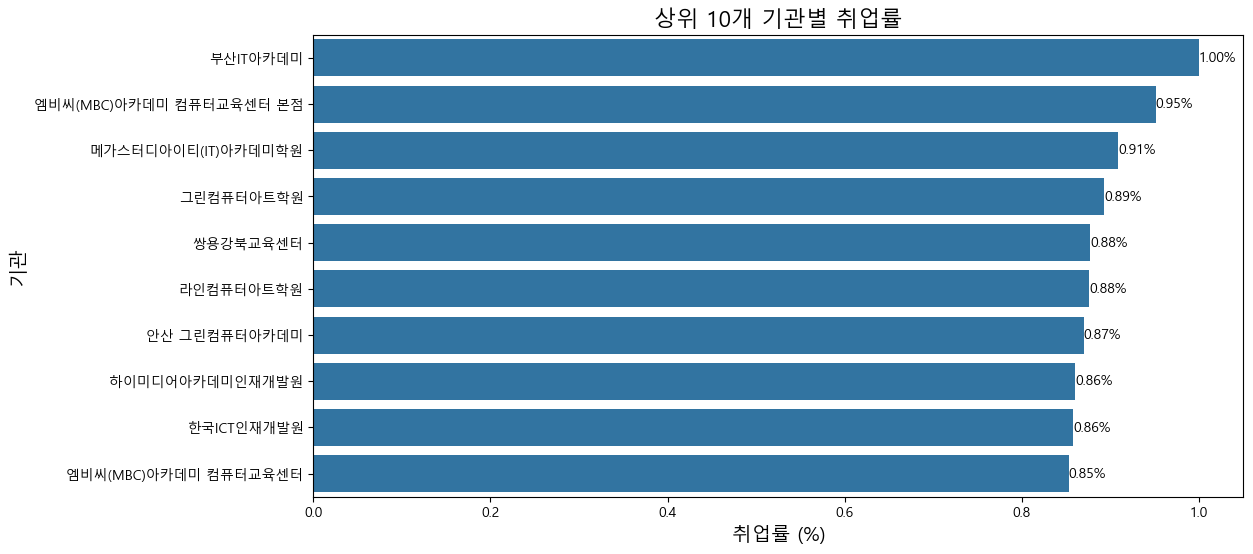 상위 10개 기관별 취업률
부산IT아카데미
1.00%
엠비씨(MBC)아카데미 컴퓨터교육센터 본점
0.95%
메가스터디아이티(IT)아카데미학원
0.91%
그린컴퓨터아트학원
0.89%
쌍용강북교육센터
0.88%
라인컴퓨터아트학원
0.88%
안산 그린컴퓨터아카데미
0.87%
하이미디어아카데미인재개발원
0.86%
한국ICT인재개발원
0.86%
엠비씨(MBC)아카데미 컴퓨터교육센터
0.85%
기관
0.0 0.2 0.4 0.6 0.8 1.0
취업률 (%)